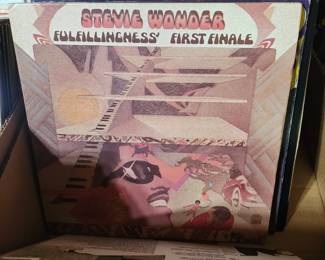 STEVIE WONDER
FULFILLINGNESS' FIRST FINALE